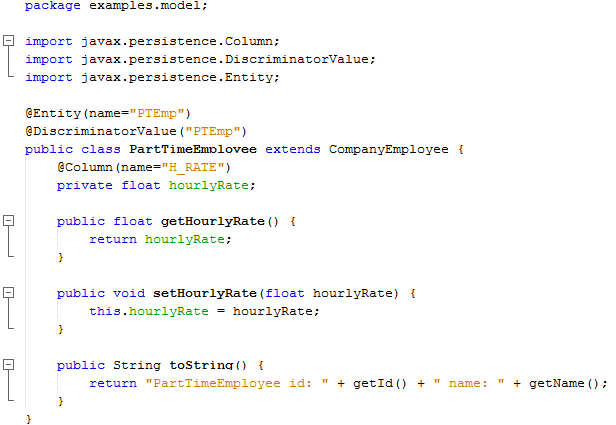 package examples.model;
import javax.persistence.Column;
import javax.persistence.DiscriminatorValue;
import javax.persistence.Entity;
@Entity(name="PTEmp")
@DiscriminatorValue("PTEmp")
public class PartTimeEmployee extends CompanyEmployee {
@Column(name="H_RATE")
private float hourlyRate;
public float getHourlyRate() {
return hourlyRate;
}
public void setHourlyRate(float hourlyRate) {
this.hourlyRate = hourlyRate;
}
public String toString() {
return "PartTimeEmployee id: " + getId() + " name: " + getName();
}
}